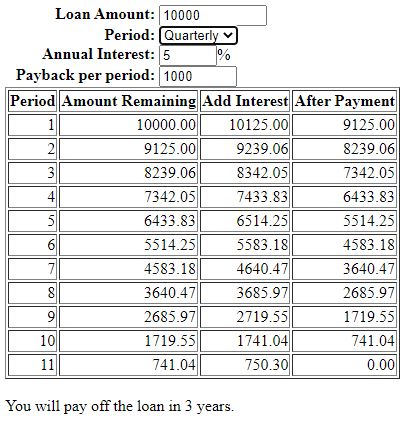 Loan Amount: 10000
Period: Quarterly
Annual Interest: 5 %
Payback per period: 1000
Period Amount Remaining Add Interest After Payment
1 10000.00 10125.00 9125.00
2 9125.00 9239.06 8239.06
3 8239.06 8342.05 7342.05
4 7342.05 7433.83 6433.83
5 6433.83 6514.25 5514.25
6 5514.25 5583.18 4583.18
7 4583.18 4640.47 3640.47
8 3640.47 3685.97 2685.97
9 2685.97 2719.55 1719.55
10 1719.55 1741.04 741.04
11 741.04 750.30 0.00
You will pay off the loan in 3 years.